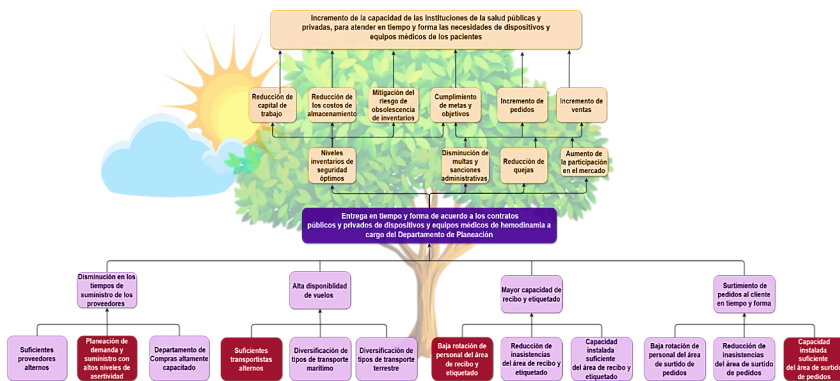 Incremento de la capacidad de las Instituciones de la salud públicas y
privadas, para atender en tiempo y forma las necesidades de dispositivos y
equipos médicos de los pacientes
Reducción de
capital de
trabajo
Reducción de
los costos de
almacenamiento
Mitigación del
riesgo de
obsolescencia
de inventarios
Cumplimiento
de metas y
objetivos
Incremento de
pedidos
Incremento de
ventas
Niveles
inventarios de
seguridad
óptimos
Disminución de
multas y
sanciones
administrativas
Reducción de
quejas
Aumento de
la participación
en el mercado
Entrega en tiempo y forma de acuerdo a los contratos
públicos y privados de dispositivos y equipos médicos de hemodinamia a
cargo del Departamento de Planeación
Disminución en los
tiempos de
suministro de los
proveedores
Alta disponiblidad
de vuelos
Mayor capacidad de
recibo y etiquetado
Surtimiento de
pedidos al cliente
en tiempo y forma
Suficientes
proveedores
alternos
Planeación de
demanda y
suministro con
altos niveles de
asertividad
Departamento de
Compras altamente
capacitado
Suficientes
transportistas
alternos
Diversificación de
tipos de transporte
marítimo
Diversificación de
tipos de transporte
terrestre
Baja rotación de
personal del área
de recibo y
etiquetado
Reducción de
inasistencias
del área de recibo y
etiquetado
Capacidad
instalada
suficiente
del área de recibo y
etiquetado
Baja rotación de
personal del área de
surtido de pedidos
Reducción de
inasistencias
del área de surtido
de pedidos
Capacidad
instalada
suficiente
del área de surtido
de pedidos